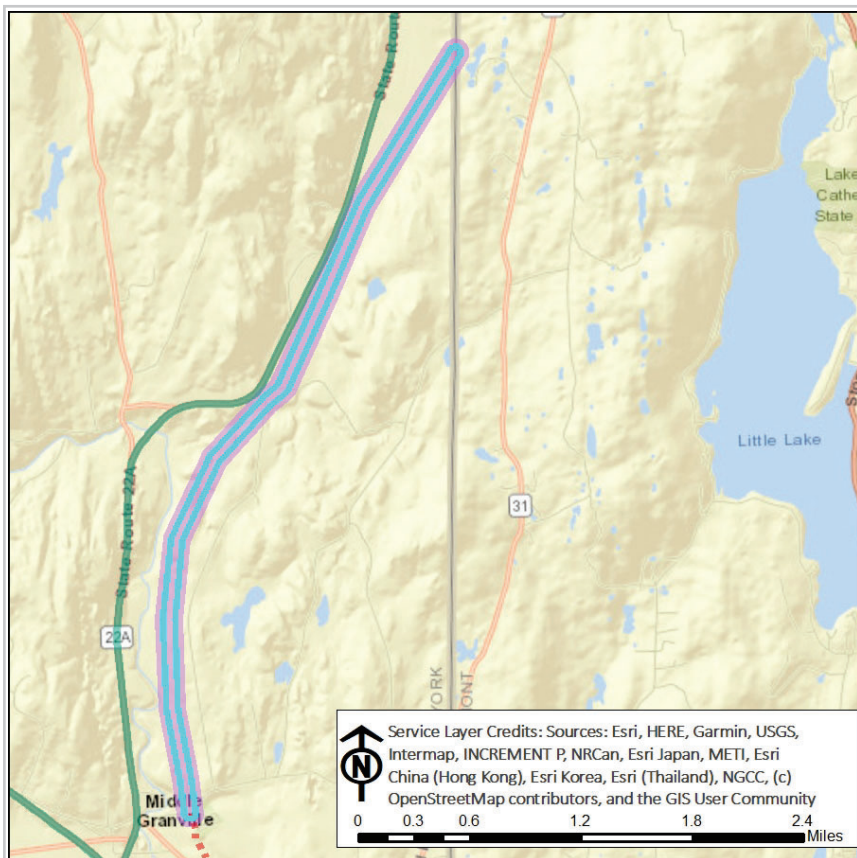 State Route
Lake
Cathe
State
Little Lake
31
State Route 22A
22A
YORK
MONT
Middle
Granville
N
Service Layer Credits: Sources: Esri, HERE, Garmin, USGS,
Intermap, INCREMENT P, NRCan, Esri Japan, METI, Esri
China (Hong Kong), Esri Korea, Esri (Thailand), NGCC, (c)
OpenStreetMap contributors, and the GIS User Community
0 0.3 0.6 1.2 1.8 2.4
Miles